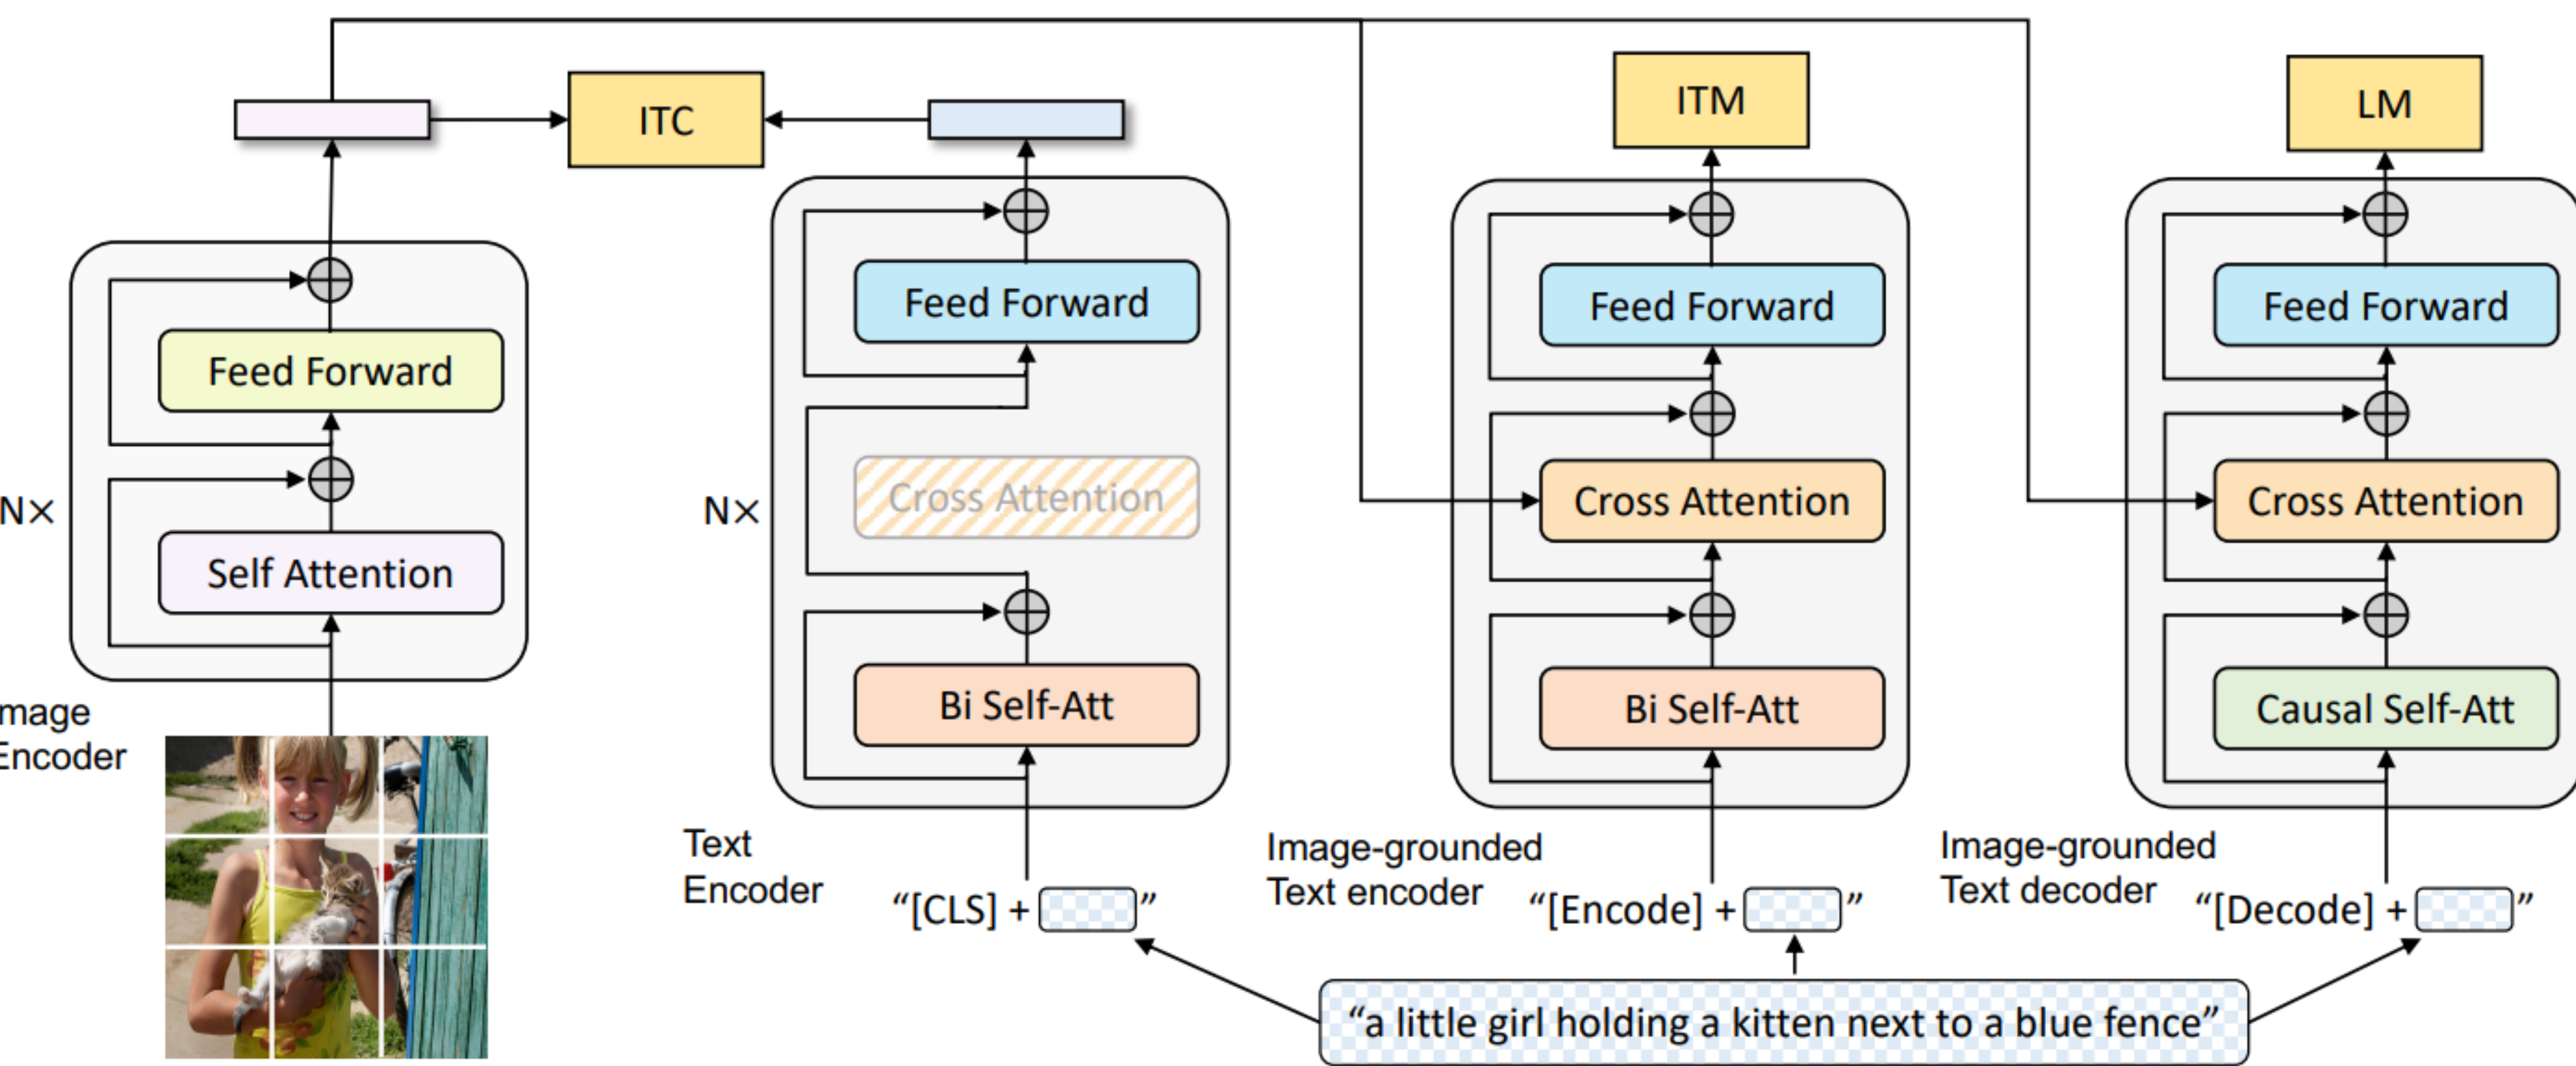 ITC
ITM
LM
Feed Forward
Self Attention
N×
mage
Encoder
Feed Forward
Cross Attention
Bi Self-Att
N×
Text
Encoder
“[CLS] + ”
Feed Forward
Cross Attention
Bi Self-Att
Image-grounded
Text encoder
“[Encode] + ”
Feed Forward
Cross Attention
Causal Self-Att
Image-grounded
Text decoder
“[Decode] + ”
“a little girl holding a kitten next to a blue fence”